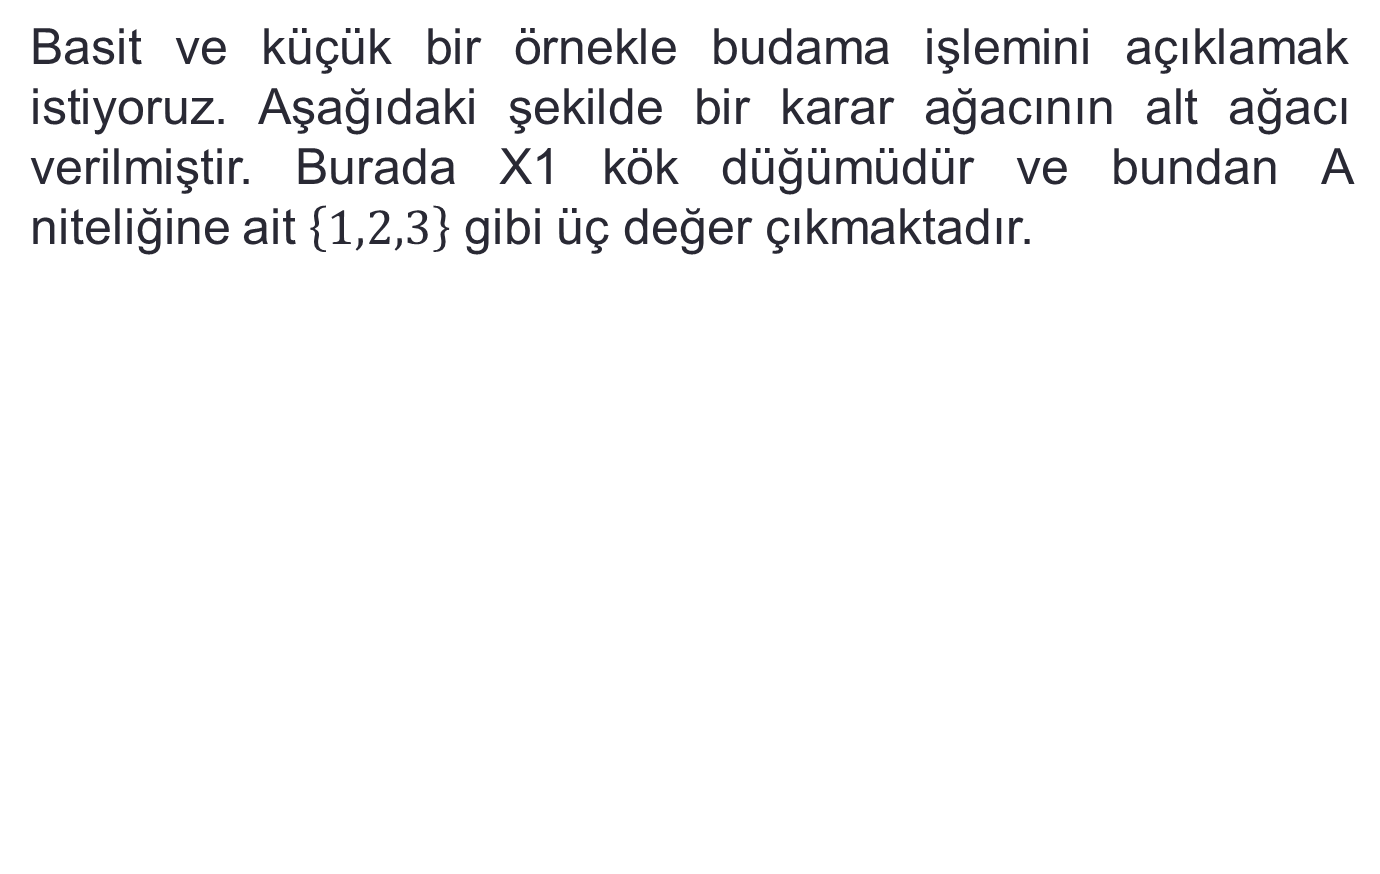 Basit ve küçük bir örnekle budama işlemini açıklamak
istiyoruz. Aşağıdaki şekilde bir karar ağacının alt ağacı
verilmiştir. Burada X1 kök düğümüdür ve bundan A
niteliğine ait {1,2,3} gibi üç değer çıkmaktadır.